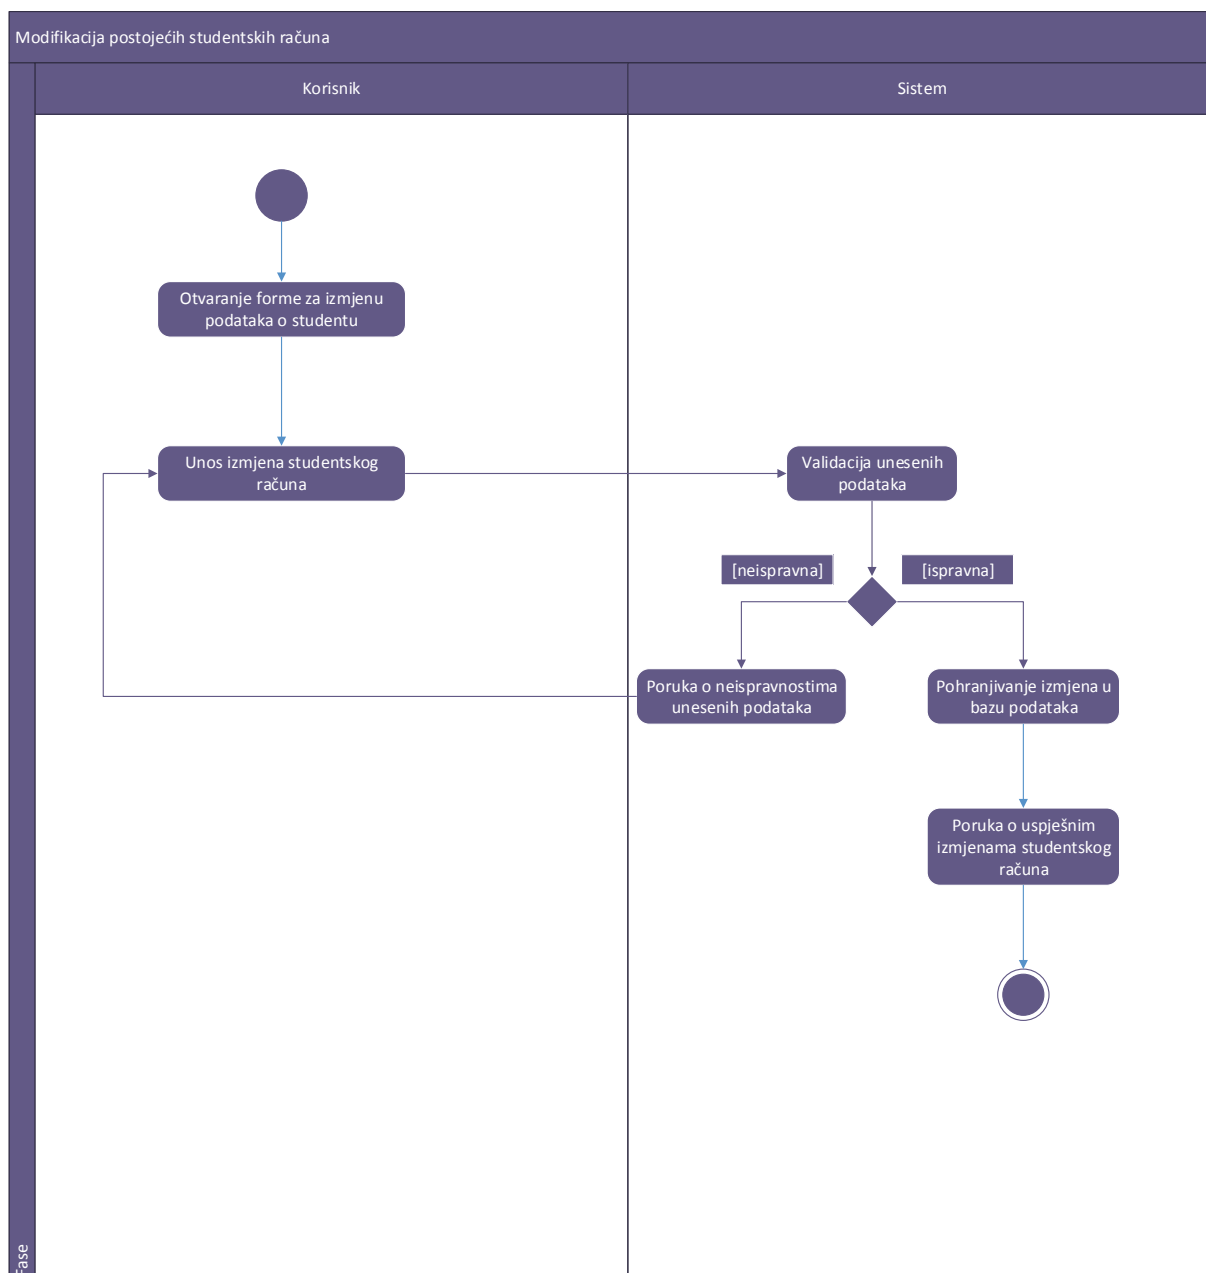 Modifikacija postojećih studentskih računa
Korisnik
Sistem
Otvaranje forme za izmjenu
podataka o studentu
Unos izmjena studentskog
računa
Validacija unesenih
podataka
[neispravna]
[ispravna]
Poruka o neispravnostima
unesenih podataka
Pohranjivanje izmjena u
bazu podataka
Poruka o uspješnim
izmjenama studentskog
računa
Fase